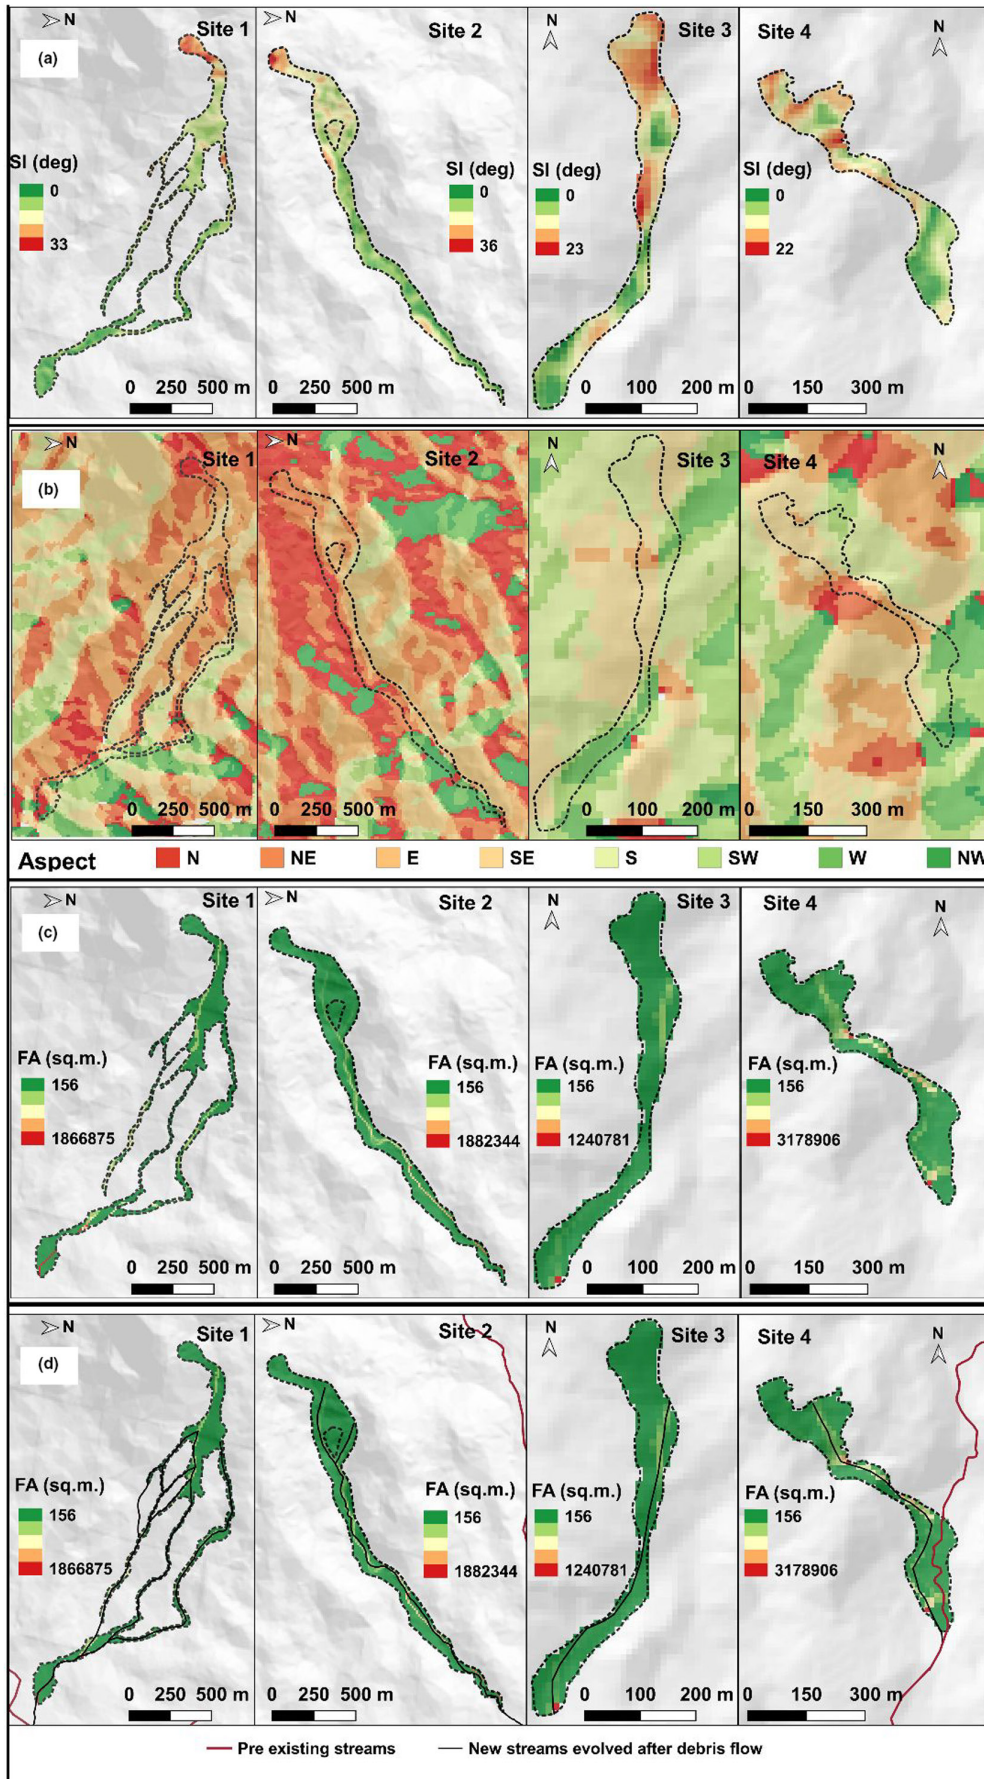 (a)
N
Site 1
N
Site 2
N
Site 3
Site 4
N
SI (deg)
0
33
SI (deg)
0
36
SI (deg)
0
23
SI (deg)
0
22
0 250 500 m
0 250 500 m
0 100 200 m
0 150 300 m
(b)
N
Site 1
N
Site 2
N
Site 3
Site 4
N
0 250 500 m
0 250 500 m
0 100 200 m
0 150 300 m
Aspect N NE E SE S SW W NW
(c)
N
Site 1
N
Site 2
N
Site 3
Site 4
N
FA (sq.m.)
156
1866875
FA (sq.m.)
156
1882344
FA (sq.m.)
156
1240781
FA (sq.m.)
156
3178906
0 250 500 m
0 250 500 m
0 100 200 m
0 150 300 m
(d)
N
Site 1
N
Site 2
N
Site 3
Site 4
N
FA (sq.m.)
156
1866875
FA (sq.m.)
156
1882344
FA (sq.m.)
156
1240781
FA (sq.m.)
156
3178906
0 250 500 m
0 250 500 m
0 100 200 m
0 150 300 m
Pre existing streams New streams evolved after debris flow